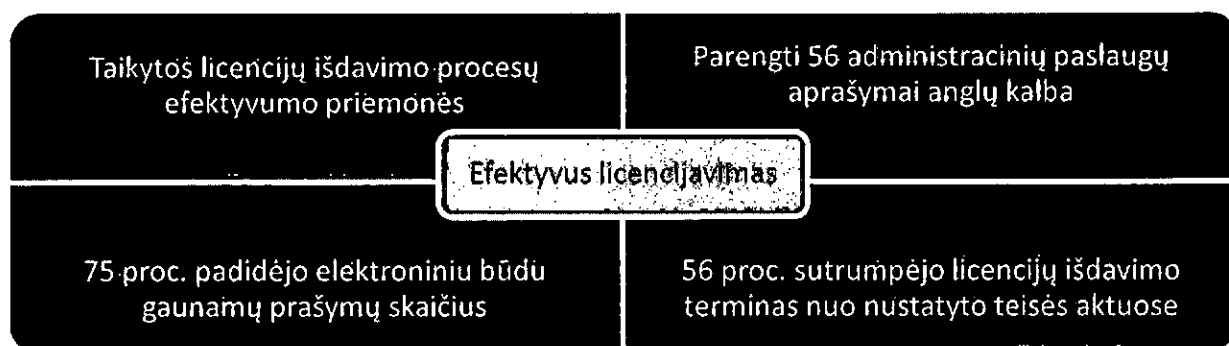 Taikytos licencijų išdavimo procesų
efektyvumo priemonės
Parengti 56 administracinių paslaugų
aprašymai anglų kalba
Efektyvus licencijavimas
75 proc. padidėjo elektroniniu būdu
gaunamų prašymų skaičius
56 proc. sutrumpėjo licencijų išdavimo
terminas nuo nustatyto teisės aktuose